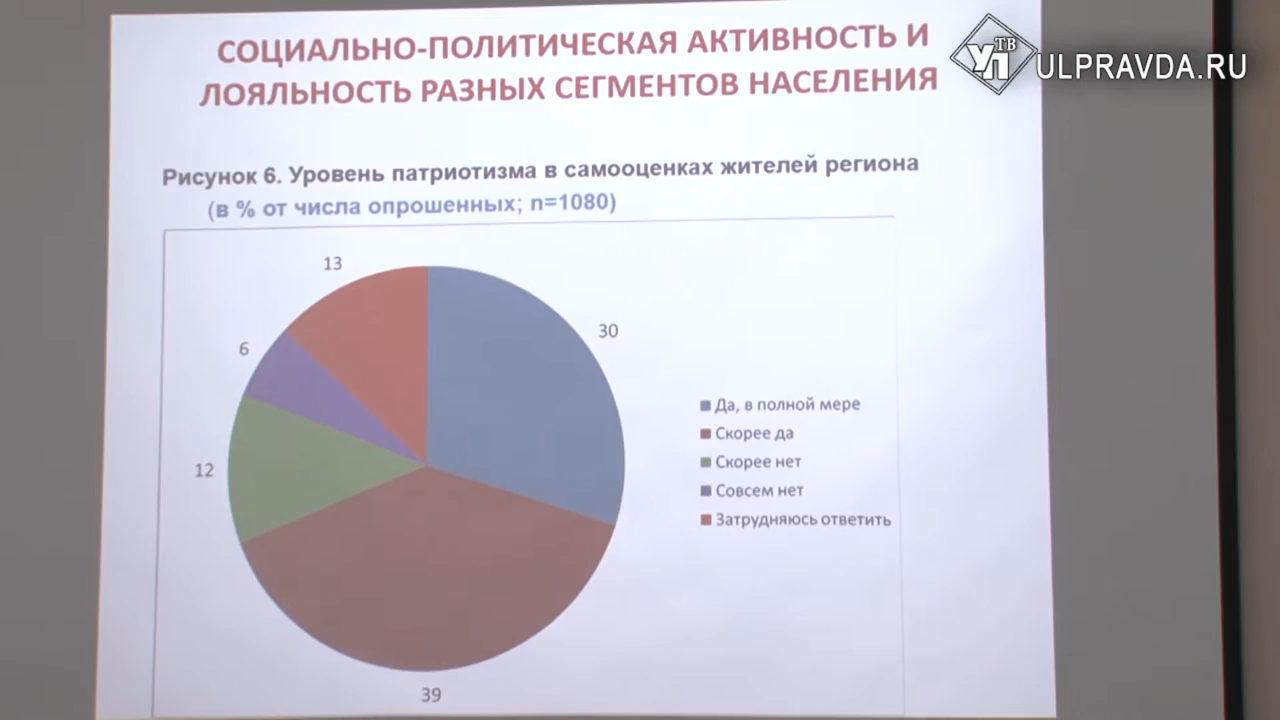 СОЦИАЛЬНО-ПОЛИТИЧЕСКАЯ АКТИВНОСТЬ И
ЛОЯЛЬНОСТЬ РАЗНЫХ СЕГМЕНТОВ НАСЕЛЕНИЯ
УП ТВ
ULPRAVDA.RU
Рисунок 6. Уровень патриотизма в самооценках жителей региона
(в % от числа опрошенных; n=1080)
13
30
6
12
39
Да, в полной мере
Скорее да
Скорее нет
Совсем нет
Затрудняюсь ответить